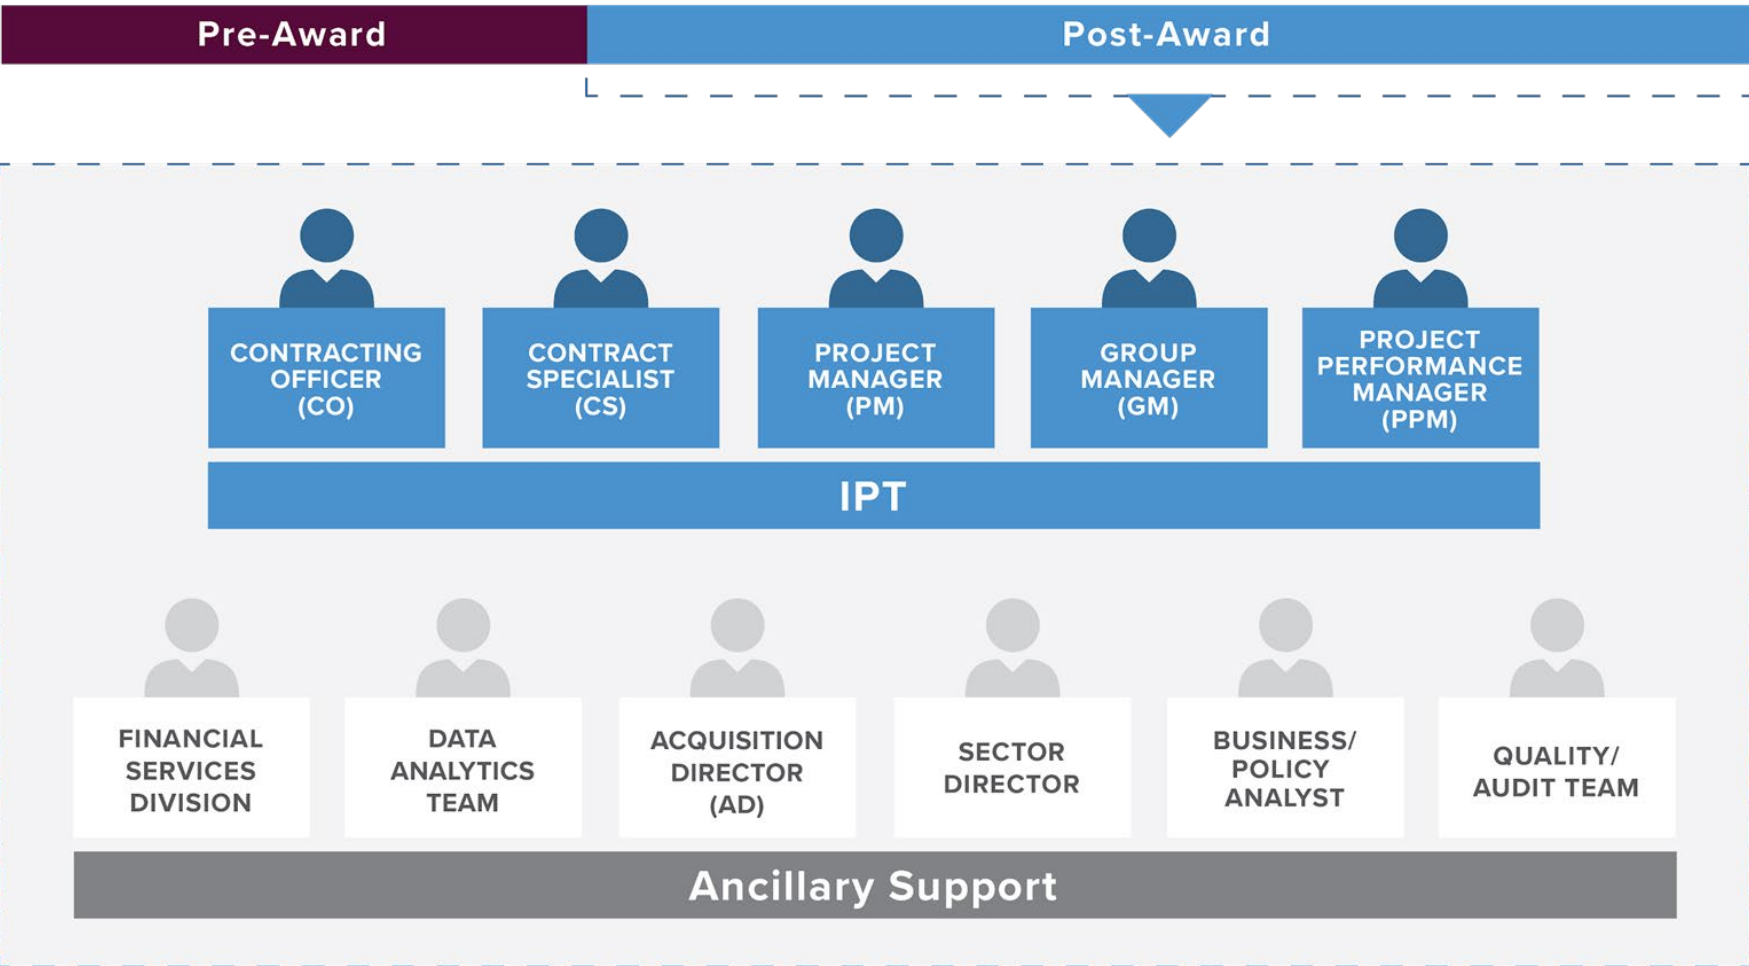 Pre-Award
Post-Award
CONTRACTING
OFFICER
(CO)
CONTRACT
SPECIALIST
(CS)
PROJECT
MANAGER
(PM)
GROUP
MANAGER
(GM)
PROJECT
PERFORMANCE
MANAGER
(PPM)
IPT
FINANCIAL
SERVICES
DIVISION
DATA
ANALYTICS
TEAM
ACQUISITION
DIRECTOR
(AD)
SECTOR
DIRECTOR
BUSINESS/
POLICY
ANALYST
QUALITY/
AUDIT TEAM
Ancillary Support